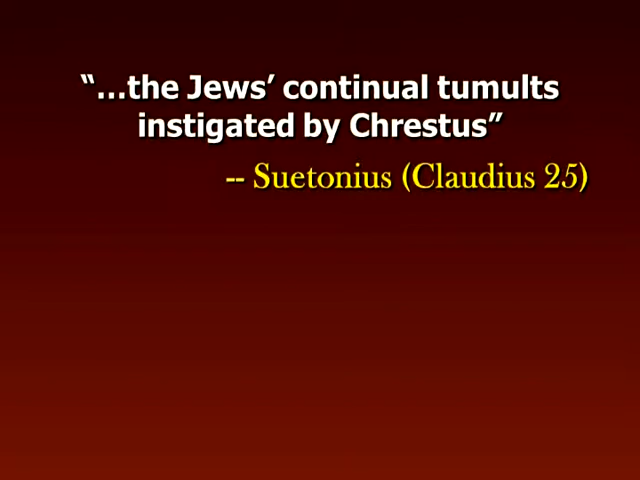 “...the Jews’ continual tumults
instigated by Chrestus”
-- Suetonius (Claudius 25)